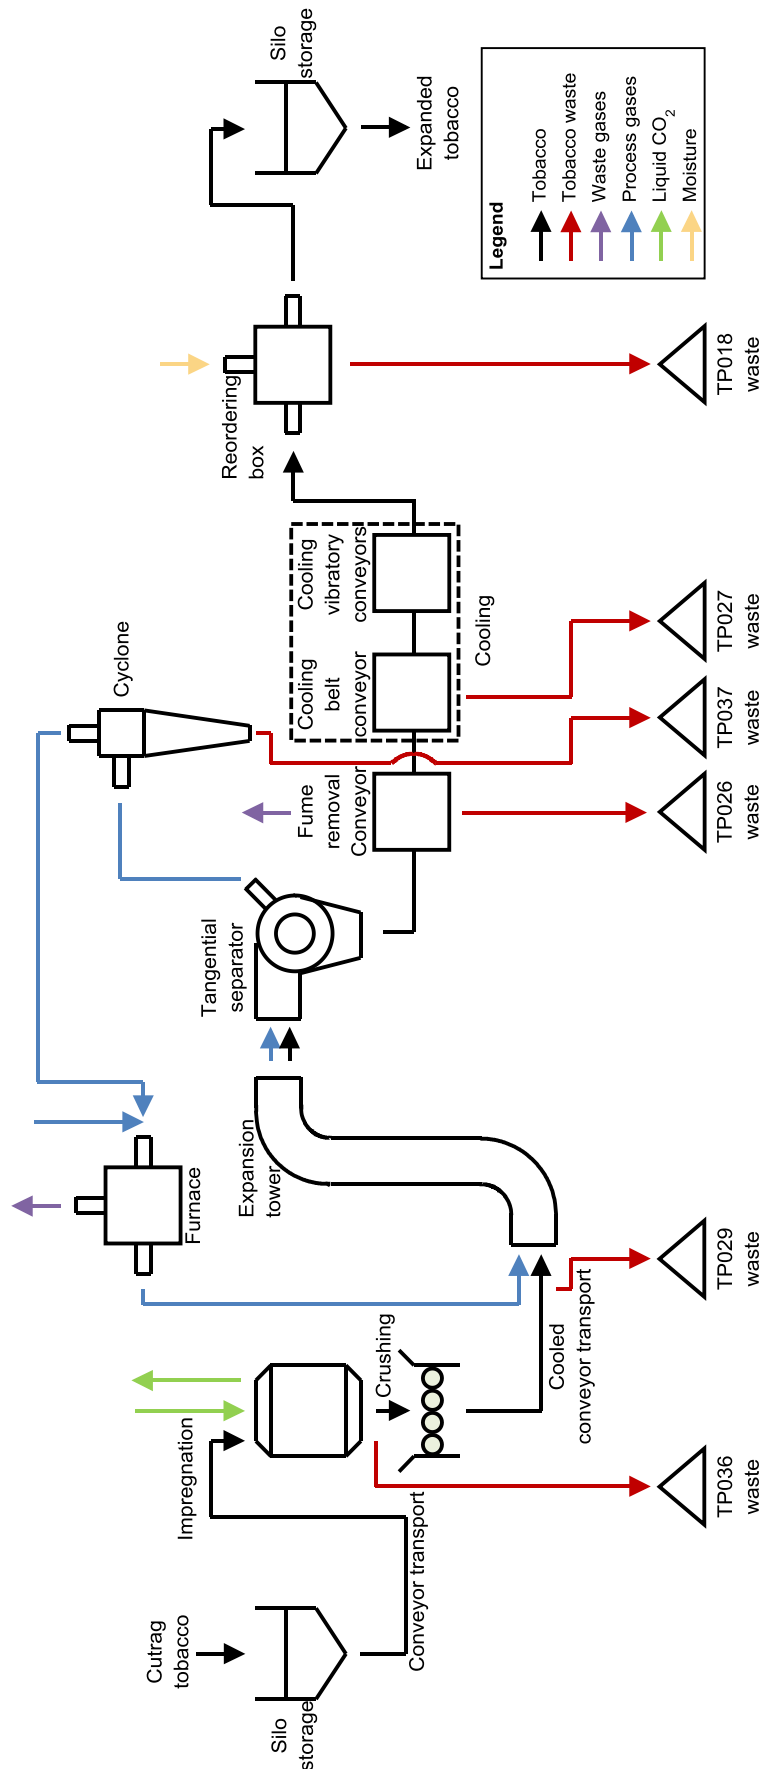 Cutrag
tobacco
Silo
storage
Conveyor transport
Impregnation
Crushing
TP036
waste
Cooled
conveyor transport
TP029
waste
Furnace
Expansion
tower
Tangential
separator
Cyclone
Fume
removal
Conveyor
TP026
waste
TP037
waste
Cooling
belt
conveyor
Cooling
vibratory
conveyors
Cooling
TP027
waste
Reordering
box
TP018
waste
Silo
storage
Expanded
tobacco
Legend
Tobacco
Tobacco waste
Waste gases
Process gases
Liquid CO₂
Moisture